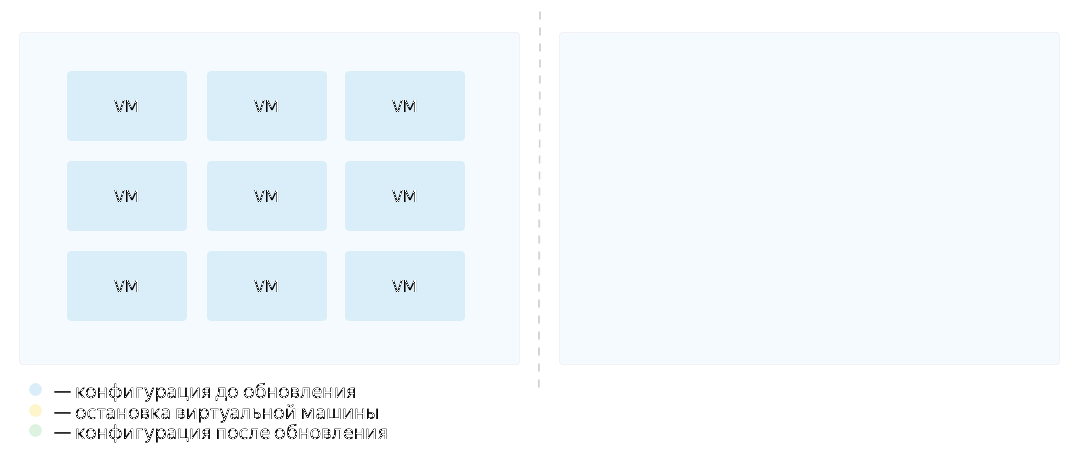 VM VM VM
VM VM VM
VM VM VM
— конфигурация до обновления
— остановка виртуальной машины
— конфигурация после обновления